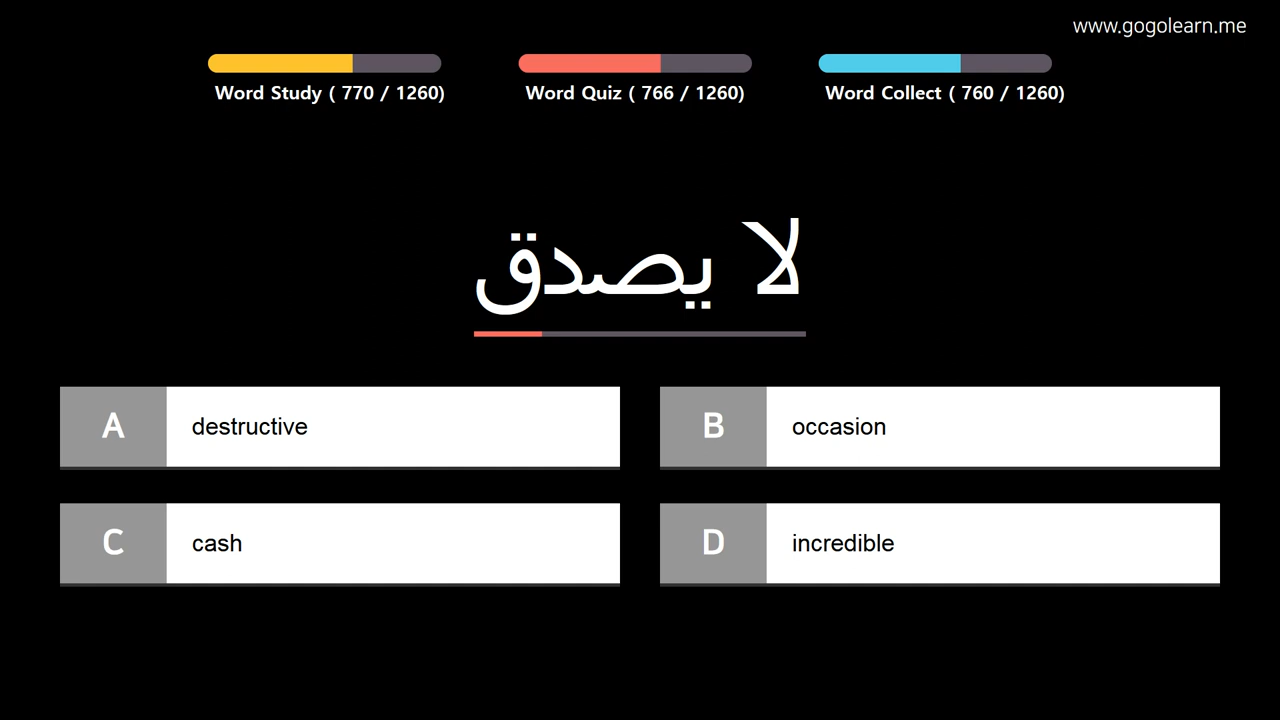 www.gogolearn.me
Word Study ( 770 / 1260)
Word Quiz ( 766 / 1260)
Word Collect ( 760 / 1260)
لا يصدق
A destructive
B occasion
C cash
D incredible